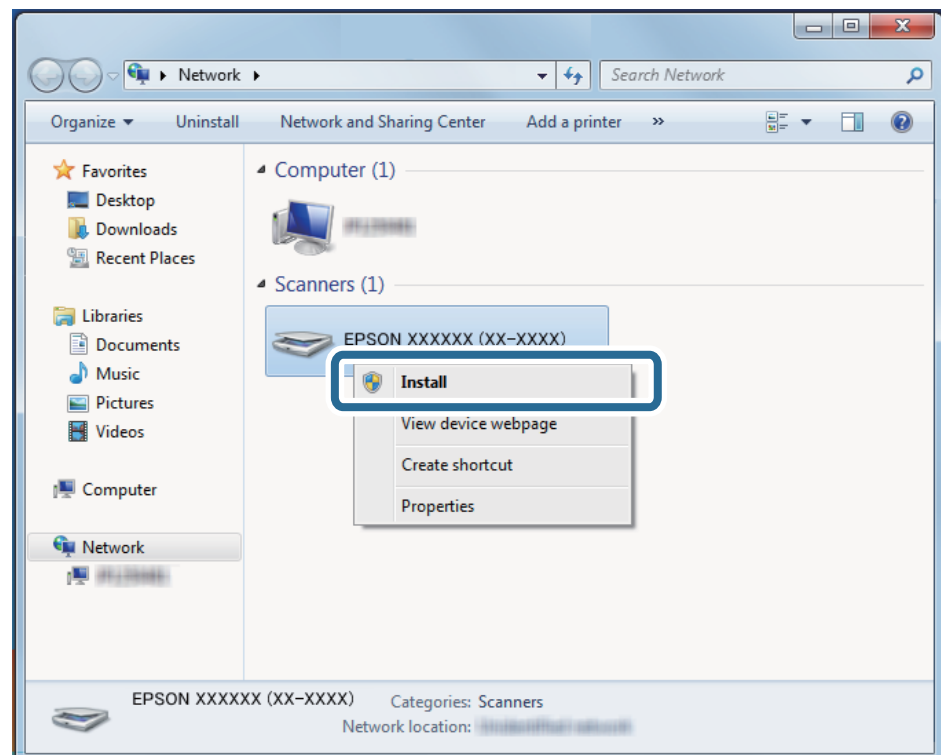 Network
Search Network
Organize Uninstall Network and Sharing Center Add a printer »
Favorites
Desktop
Downloads
Recent Places
Libraries
Documents
Music
Pictures
Videos
Computer
Network
Computer (1)
Scanners (1)
EPSON XXXXXX (XX-XXXX)
Install
View device webpage
Create shortcut
Properties
EPSON XXXXXX (XX-XXXX) Categories: Scanners
Network location: